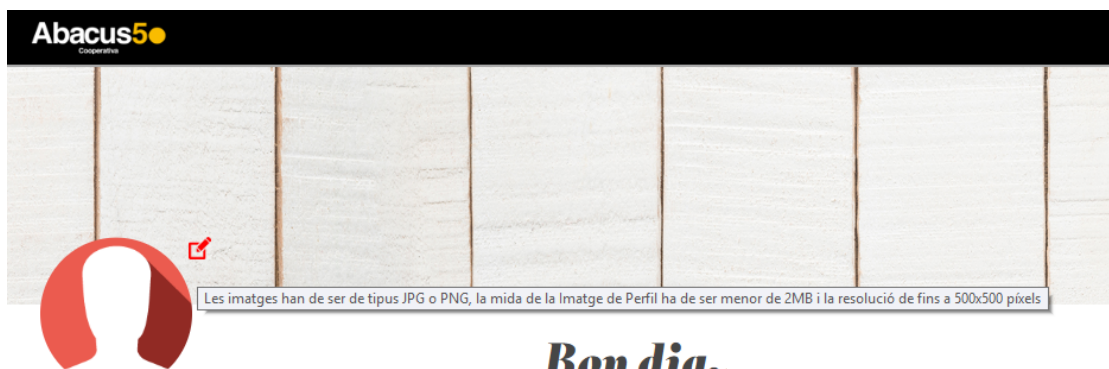 Abacus5
Cooperativa
Les imatges han de ser de tipus JPG o PNG, la mida de la Imatge de Perfil ha de ser menor de 2MB i la resolució de fins a 500x500 píxels
Bon dia,